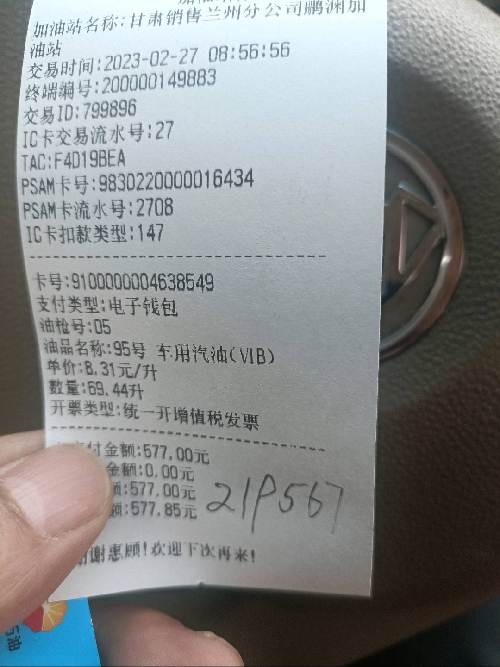 加油站名称:甘肃销售兰州分公司鹏渊加
油站
交易时间:2023-02-27 08:56:56
终端编号:200000149883
交易ID:799896
IC卡交易流水号:27
TAC:F4D19BEA
PSAM卡号:9830220000016434
PSAM卡流水号:2708
IC卡扣款类型:147
卡号:9100000004638549
支付类型:电子钱包
油枪号:05
油品名称:95号 车用汽油(VIB)
单价:8.31元/升
数量:69.44升
开票类型:统一开增值税发票
付金额:577.00元
金额:0.00元
额:577.00元
额:577.85元
219567
谢惠顾!欢迎下次再来!
石油